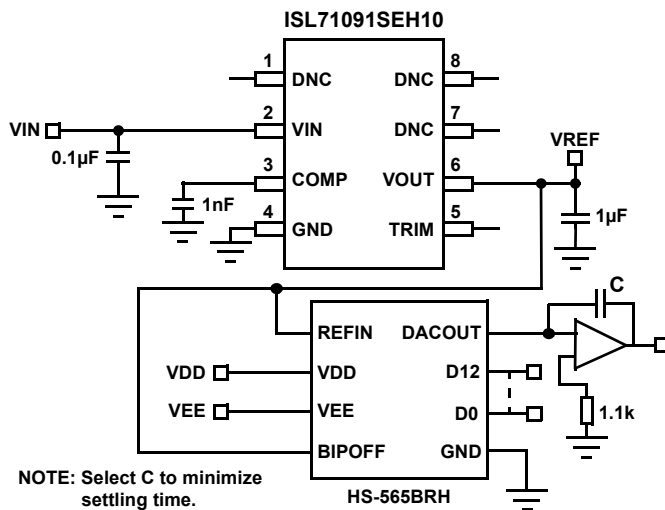 ISL71091SEH10
1 8
DNC DNC
2 7
VIN VIN DNC
0.1µF
VREF
3 6
COMP VOUT
1nF
1µF
4 5
GND TRIM
C
REFIN DACOUT
VDD VDD D12
VEE VEE D0
1.1k
BIPOFF GND
NOTE: Select C to minimize
settling time.
HS-565BRH